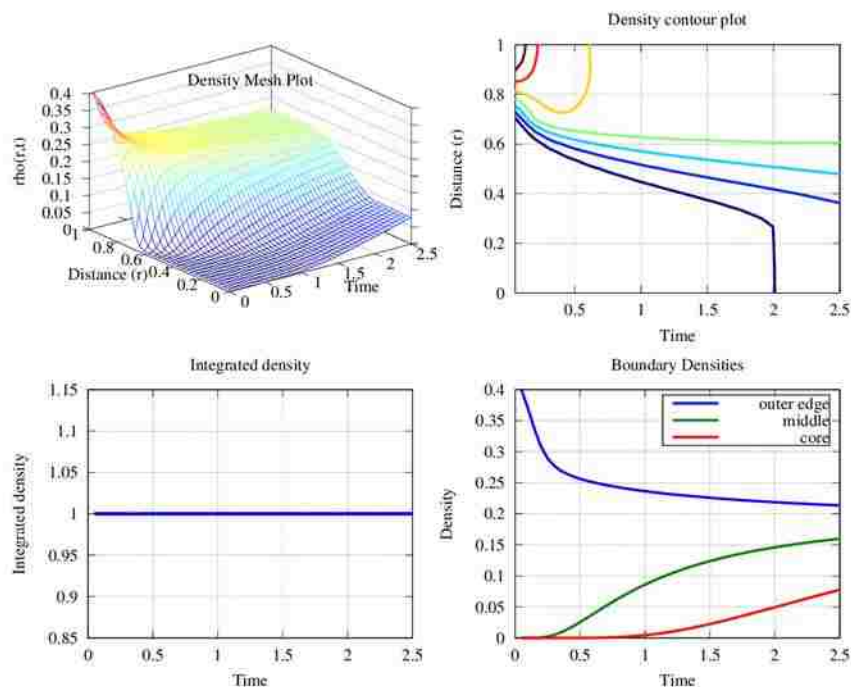 Density Mesh Plot
0.4
0.35
0.3
0.25
0.2
0.15
0.1
0.05
0
rho(r,t)
1
0.8
0.6
0.4
0.2
0
Distance (r)
0
0.5
1
1.5
2
2.5
Time
Density contour plot
1
0.8
0.6
0.4
0.2
0
Distance (r)
0.5 1 1.5 2 2.5
Time
Integrated density
1.15
1.1
1.05
1
0.95
0.9
0.85
Integrated density
0 0.5 1 1.5 2 2.5
Time
Boundary Densities
0.4
0.35
0.3
0.25
0.2
0.15
0.1
0.05
0
Density
outer edge
middle
core
0 0.5 1 1.5 2 2.5
Time